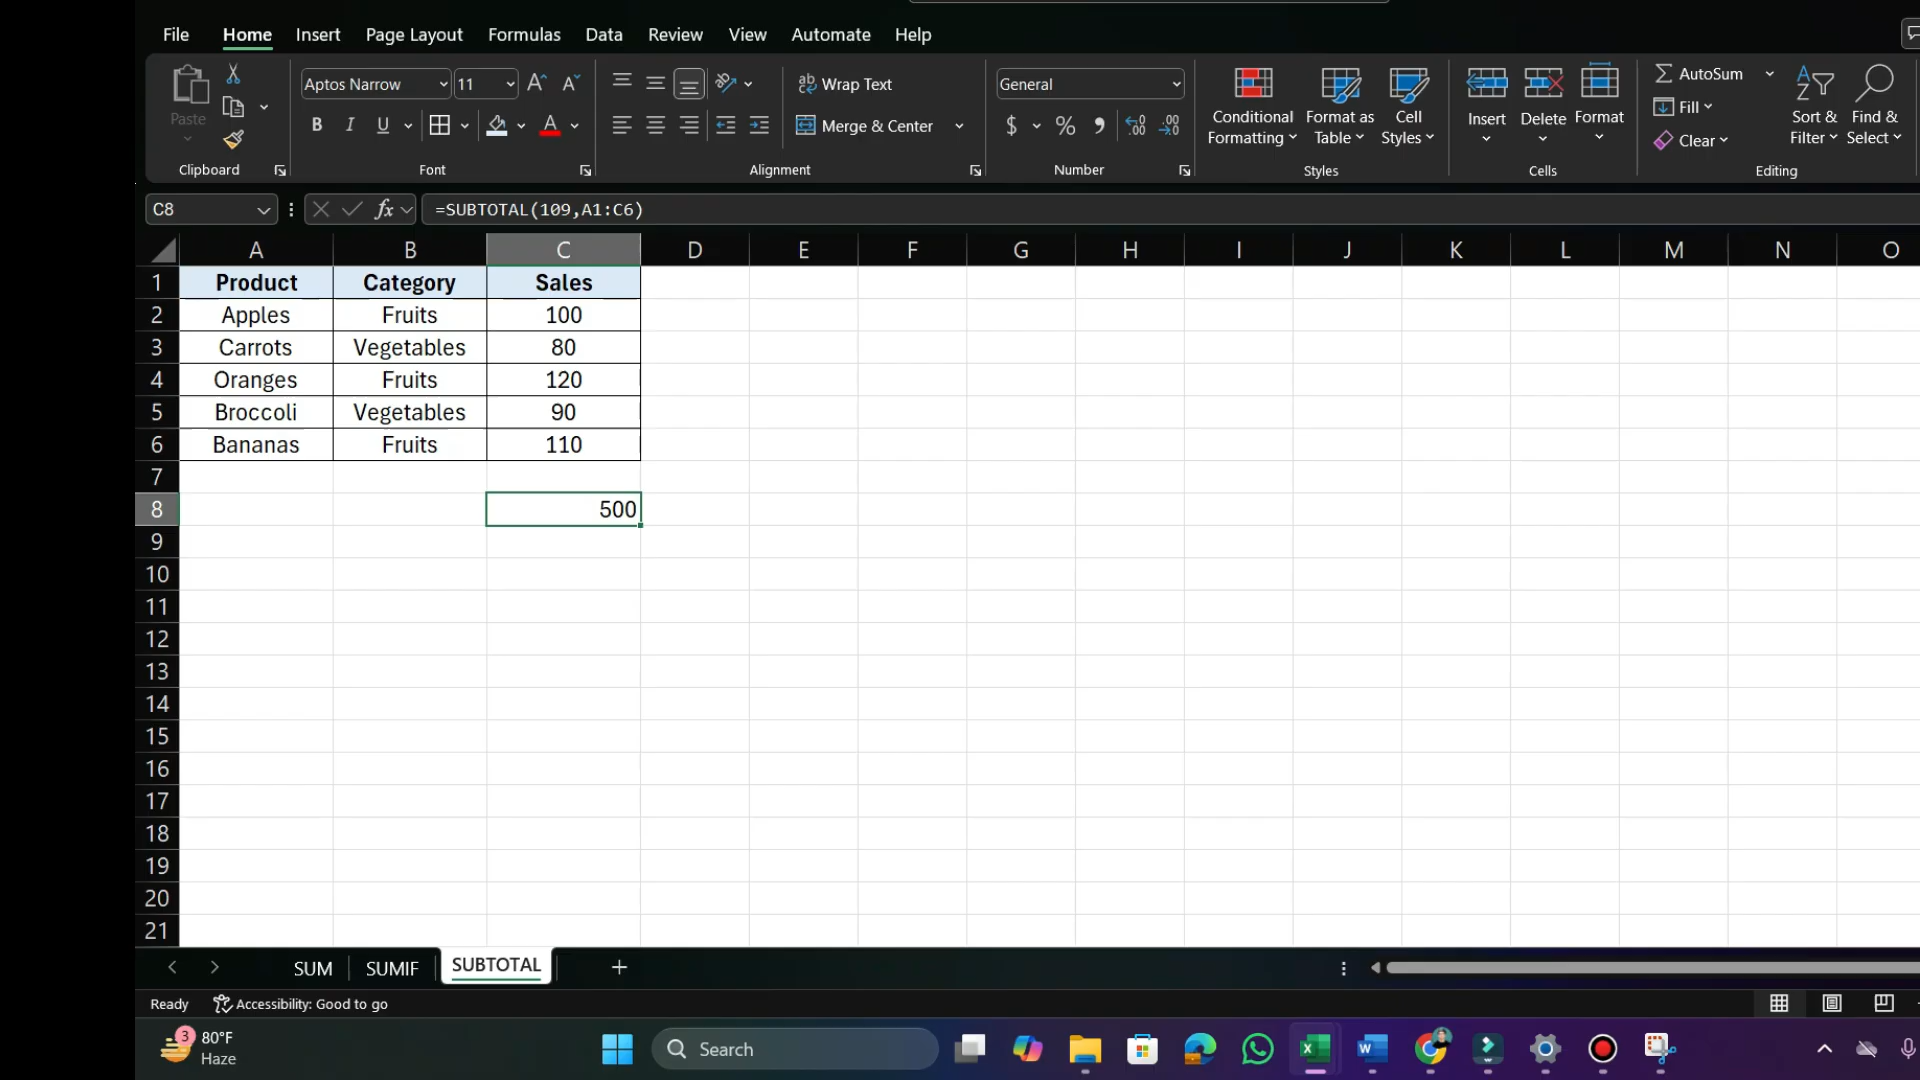 File Home Insert Page Layout Formulas Data Review View Automate Help
Paste
Clipboard
Aptos Narrow 11 A^ A˅
B I U A
Font
ab Wrap Text
Merge & Center
Alignment
General
$ % , .00 .00
Number
Conditional Formatting
Format as Table
Cell Styles
Styles
Insert Delete Format
Cells
AutoSum
Fill
Clear
Sort & Filter
Find & Select
Editing
C8 fx =SUBTOTAL(109,A1:C6)
A B C D E F G H I J K L M N O
1 Product Category Sales
2 Apples Fruits 100
3 Carrots Vegetables 80
4 Oranges Fruits 120
5 Broccoli Vegetables 90
6 Bananas Fruits 110
7
8 500
9
10
11
12
13
14
15
16
17
18
19
20
21
SUM SUMIF SUBTOTAL +
Ready Accessibility: Good to go
3 80°F
Haze
Search